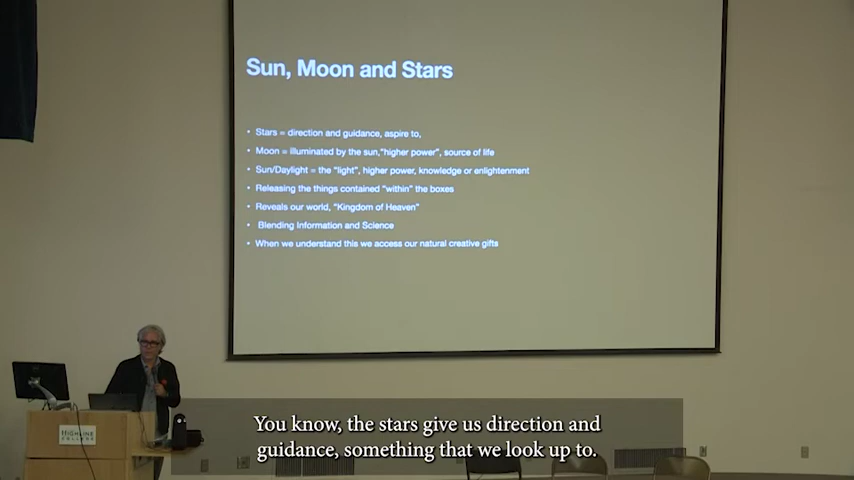 Sun, Moon and Stars
• Stars = direction and guidance, aspire to,
• Moon = illuminated by the sun,"higher power", source of life
• Sun/Daylight = the "light", higher power, knowledge or enlightenment
• Releasing the things contained "within" the boxes
• Reveals our world, "Kingdom of Heaven"
• Blending Information and Science
• When we understand this we access our natural creative gifts
HIGHLINE
COLLEGE
You know, the stars give us direction and
guidance, something that we look up to.